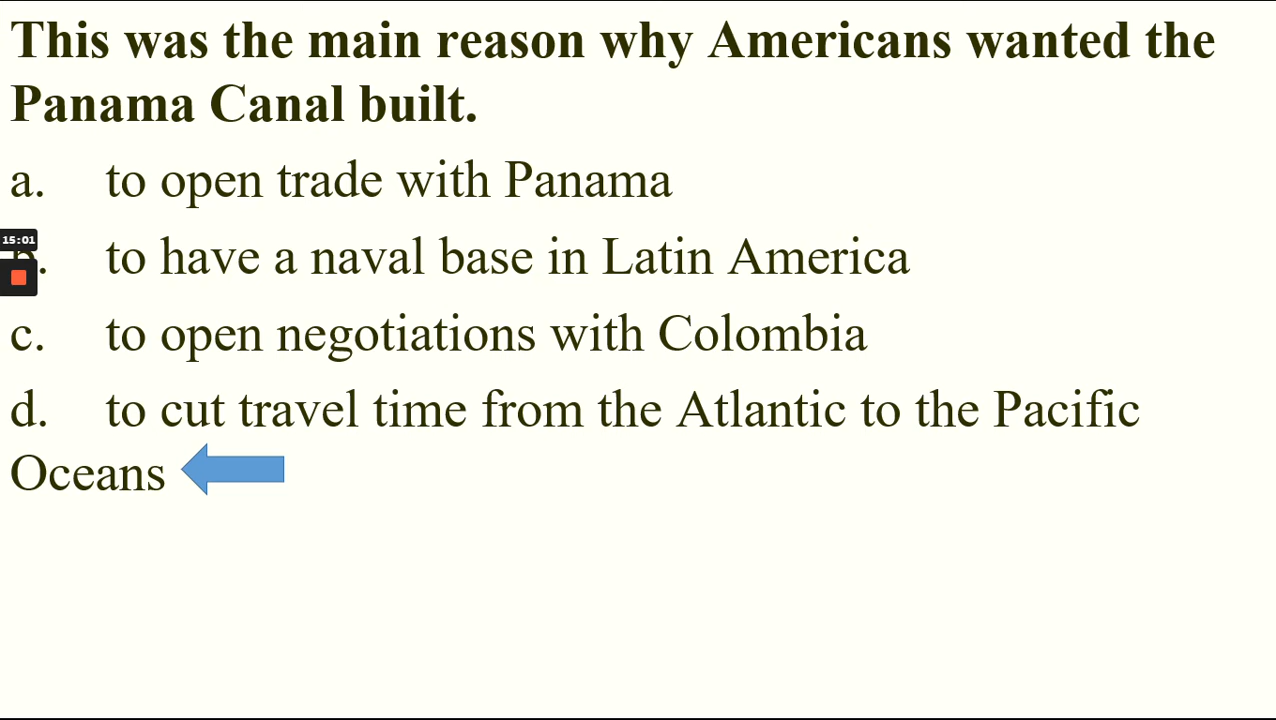 This was the main reason why Americans wanted the
Panama Canal built.
a. to open trade with Panama
15:01
b. to have a naval base in Latin America
c. to open negotiations with Colombia
d. to cut travel time from the Atlantic to the Pacific
Oceans